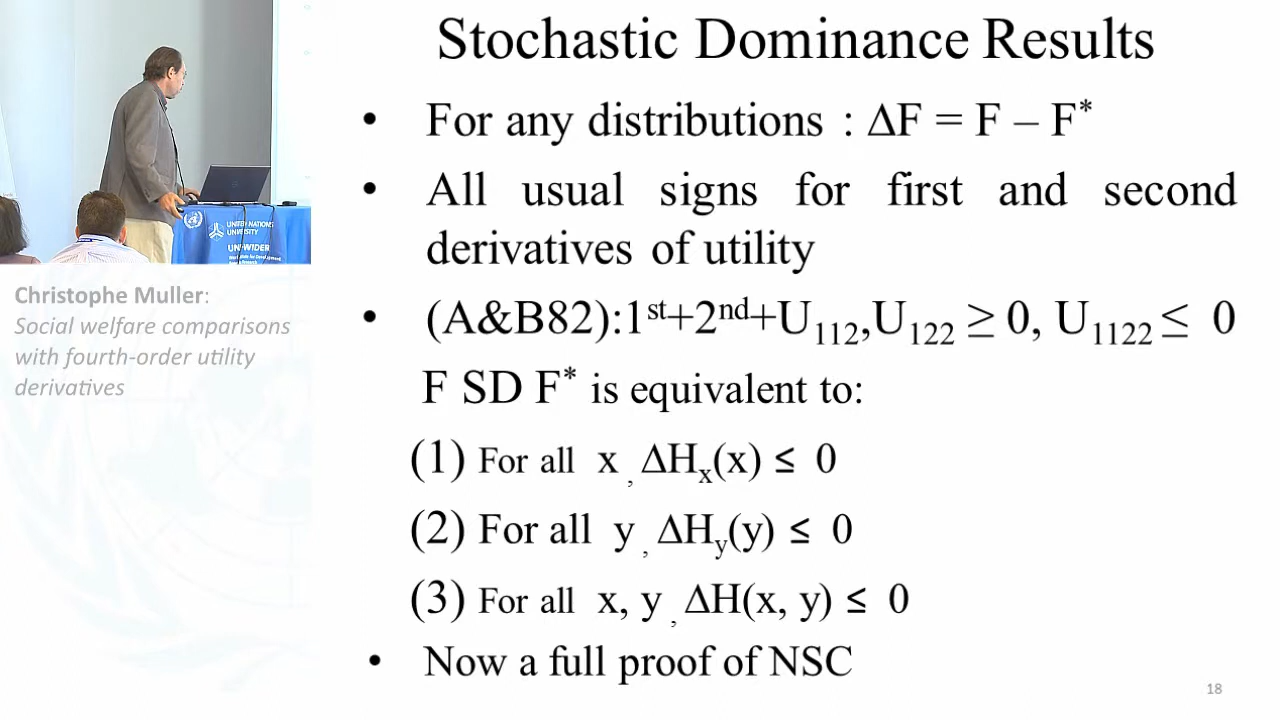 Stochastic Dominance Results
• For any distributions : ΔF = F – F*
• All usual signs for first and second
derivatives of utility
• (A&B82):1st+2nd+U112,U122 ≥ 0, U1122 ≤ 0
F SD F* is equivalent to:
(1) For all x , ΔHx(x) ≤ 0
(2) For all y , ΔHy(y) ≤ 0
(3) For all x, y , ΔH(x, y) ≤ 0
• Now a full proof of NSC
18
UNITED NATIONS
UNIVERSITY
UNU-WIDER
Christophe Muller:
Social welfare comparisons
with fourth-order utility
derivatives